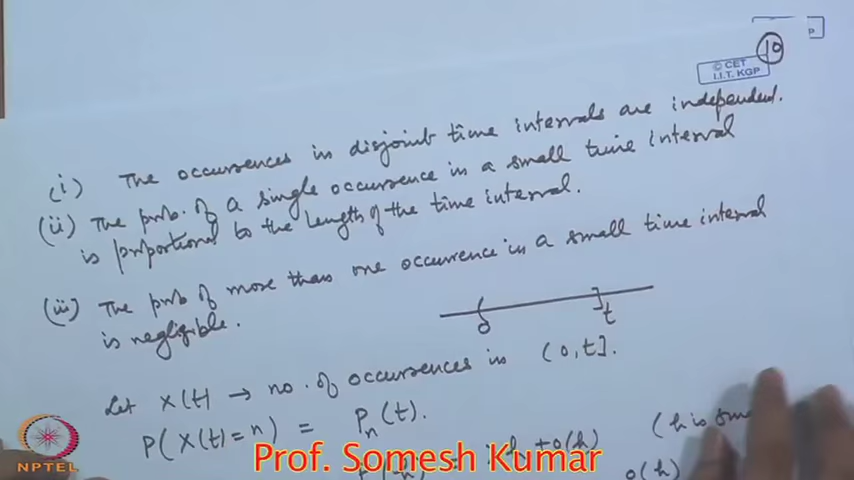 10
© CET
I.I.T. KGP
(i) The occurrences in disjoint time intervals are independent.
(ii) The prob. of a single occurrence in a small time interval
is proportional to the length of the time interval.
(iii) The prob of more than one occurrence in a small time interval
is negligible.
0 t
Let X(t) → no. of occurrences in (0, t].
P(X(t)=n) = Pn(t).
+ o(h) (h is
o(h)
NPTEL
Prof. Somesh Kumar